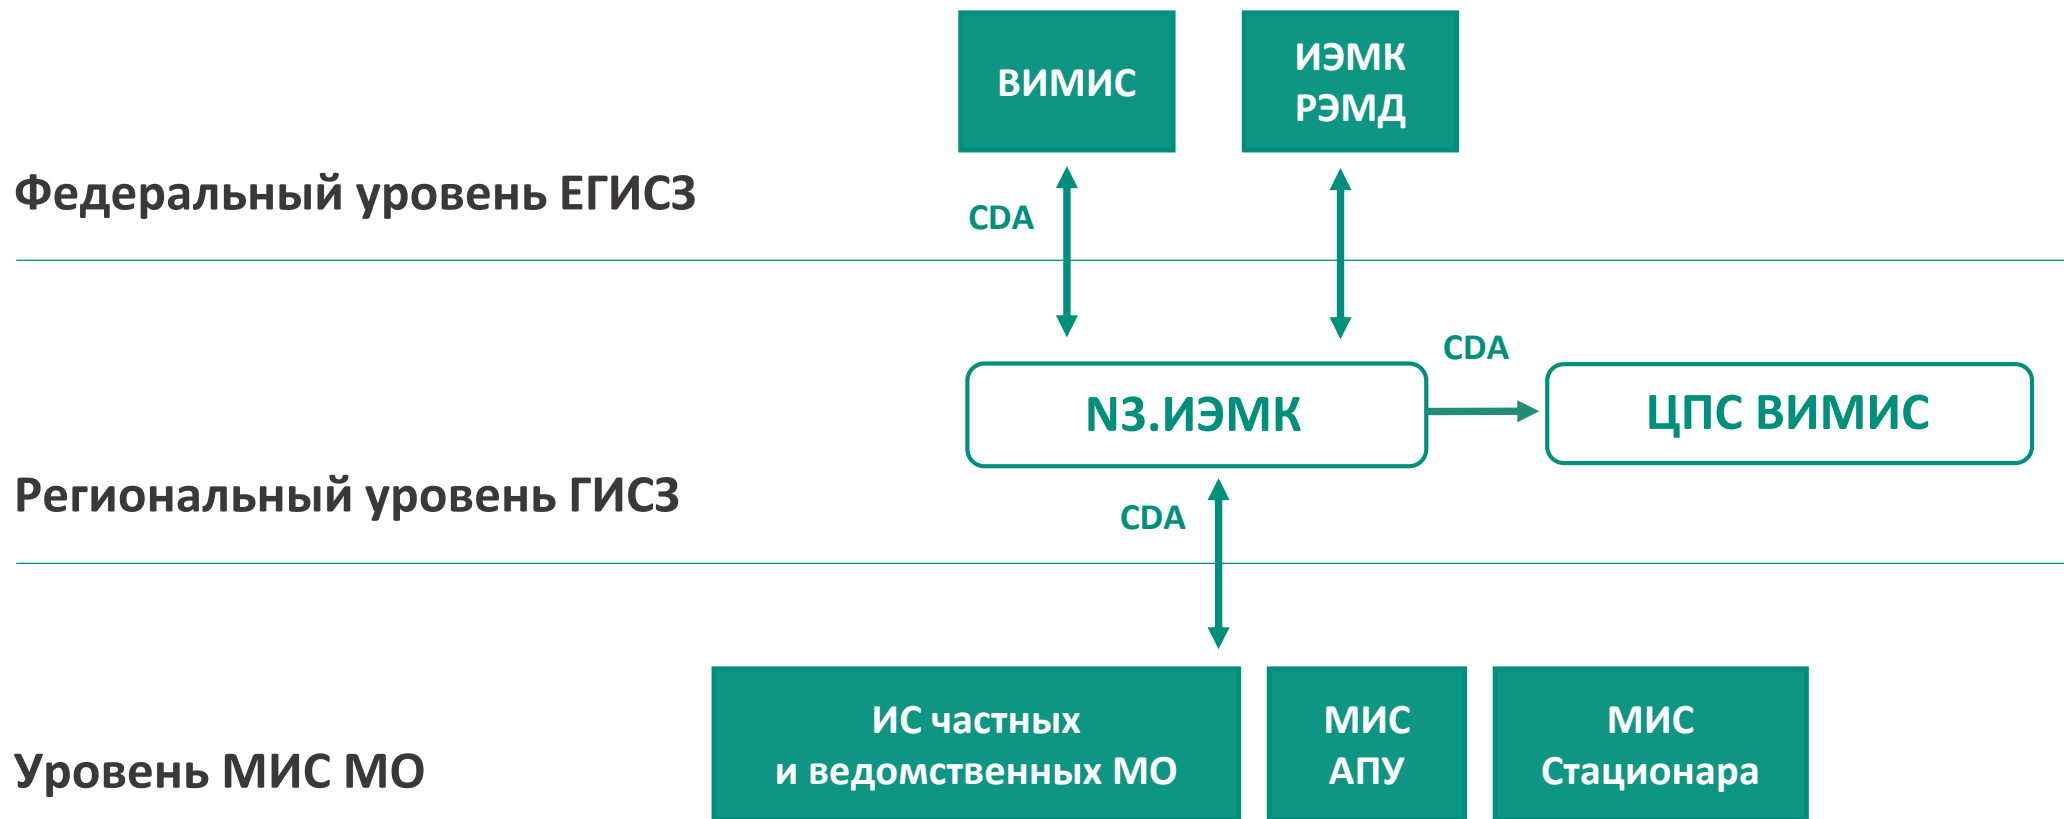 ВИМИС
ИЭМК
РЭМД
Федеральный уровень ЕГИСЗ
CDA
CDA
N3.ИЭМК
ЦПС ВИМИС
Региональный уровень ГИСЗ
CDA
ИС частных
и ведомственных МО
МИС
АПУ
МИС
Стационара
Уровень МИС МО